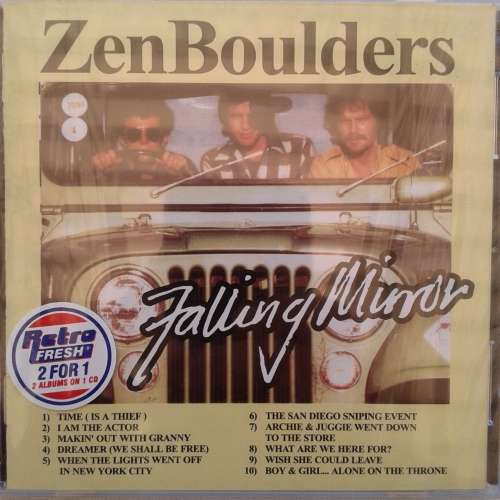 ZenBoulders
Falling Mirror
Retro
FRESH
2 FOR 1
2 ALBUMS ON 1 CD
1) TIME ( IS A THIEF )
2) I AM THE ACTOR
3) MAKIN' OUT WITH GRANNY
4) DREAMER (WE SHALL BE FREE)
5) WHEN THE LIGHTS WENT OFF
IN NEW YORK CITY
6) THE SAN DIEGO SNIPING EVENT
7) ARCHIE & JUGGIE WENT DOWN
TO THE STORE
8) WHAT ARE WE HERE FOR?
9) WISH SHE COULD LEAVE
10) BOY & GIRL... ALONE ON THE THRONE